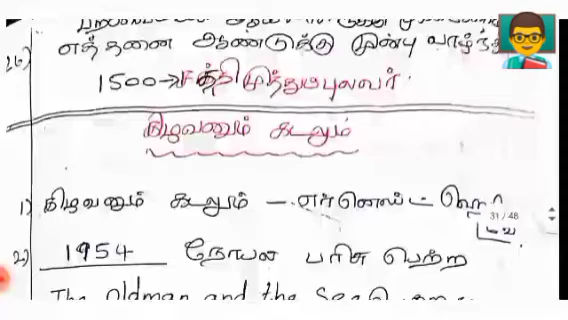 எத்தனை ஆண்டுக்கு முன்பு வாழ்ந்த
26)
1500→சத்திமுத்தப்புலவர்.
கிழவனும் கடலும்
1) கிழவனும் கடலும் – எர்னெஸ்ட் ஹெ
31/48
2) 1954 நோபல் பரிசு பெற்ற
The oldman and the Sea